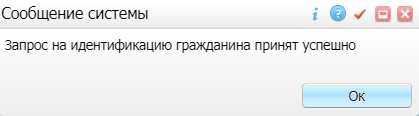 Сообщение системы
Запрос на идентификацию гражданина принят успешно
Ок